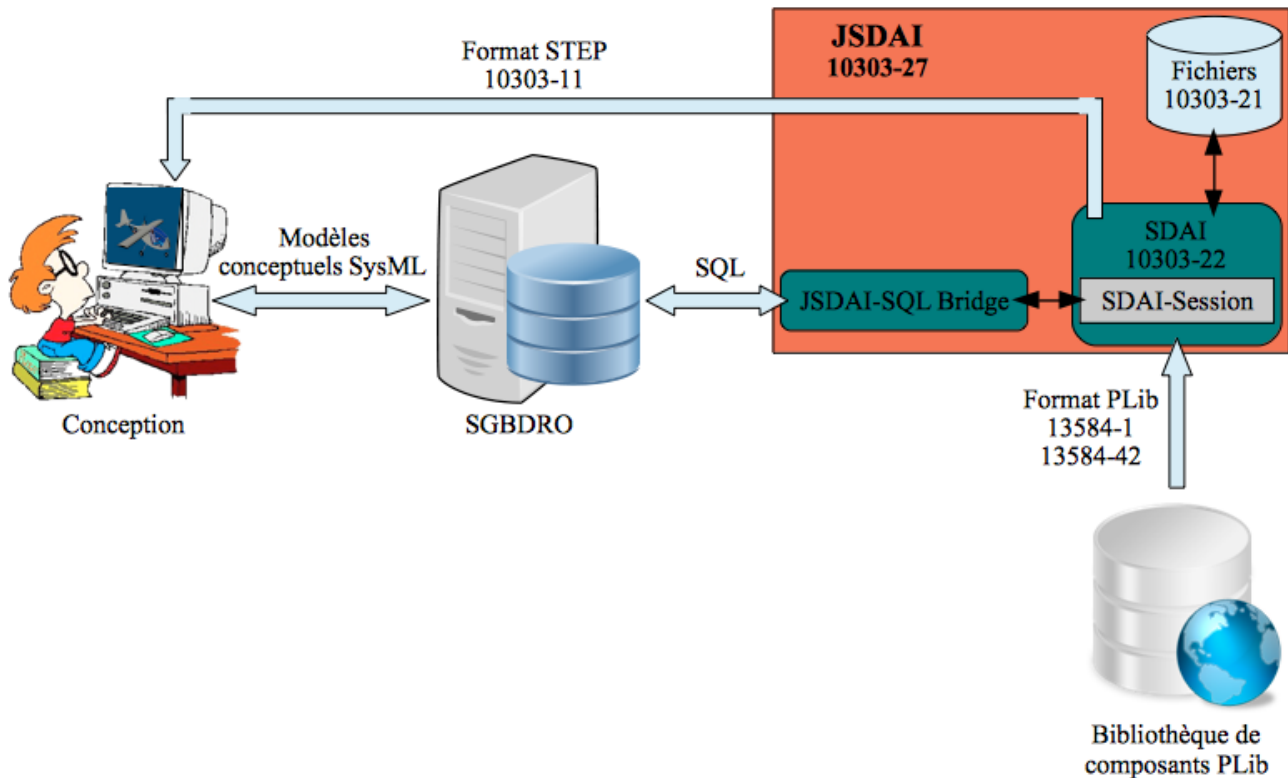 Format STEP
10303-11
JSDAI
10303-27
Fichiers
10303-21
Modèles
conceptuels SysML
SQL
JSDAI-SQL Bridge
SDAI
10303-22
SDAI-Session
Conception
SGBDRO
Format PLib
13584-1
13584-42
Bibliothèque de
composants PLib